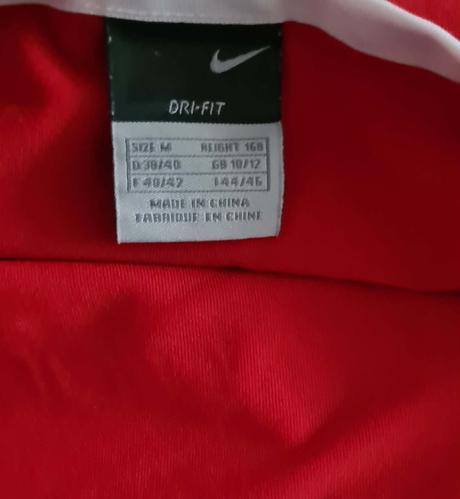 DRI-FIT
SIZE M HEIGHT 168
D 38/40 GB 10/12
F 40/42 I 44/46
MADE IN CHINA
FABRIQUE EN CHINE